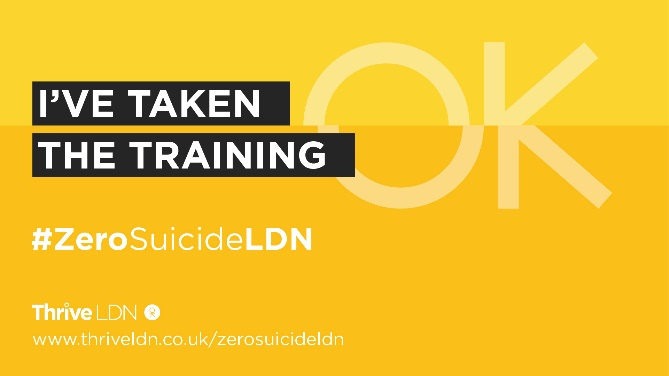 OK
I'VE TAKEN
THE TRAINING
#ZeroSuicideLDN
Thrive LDN
www.thriveldn.co.uk/zerosuicideldn